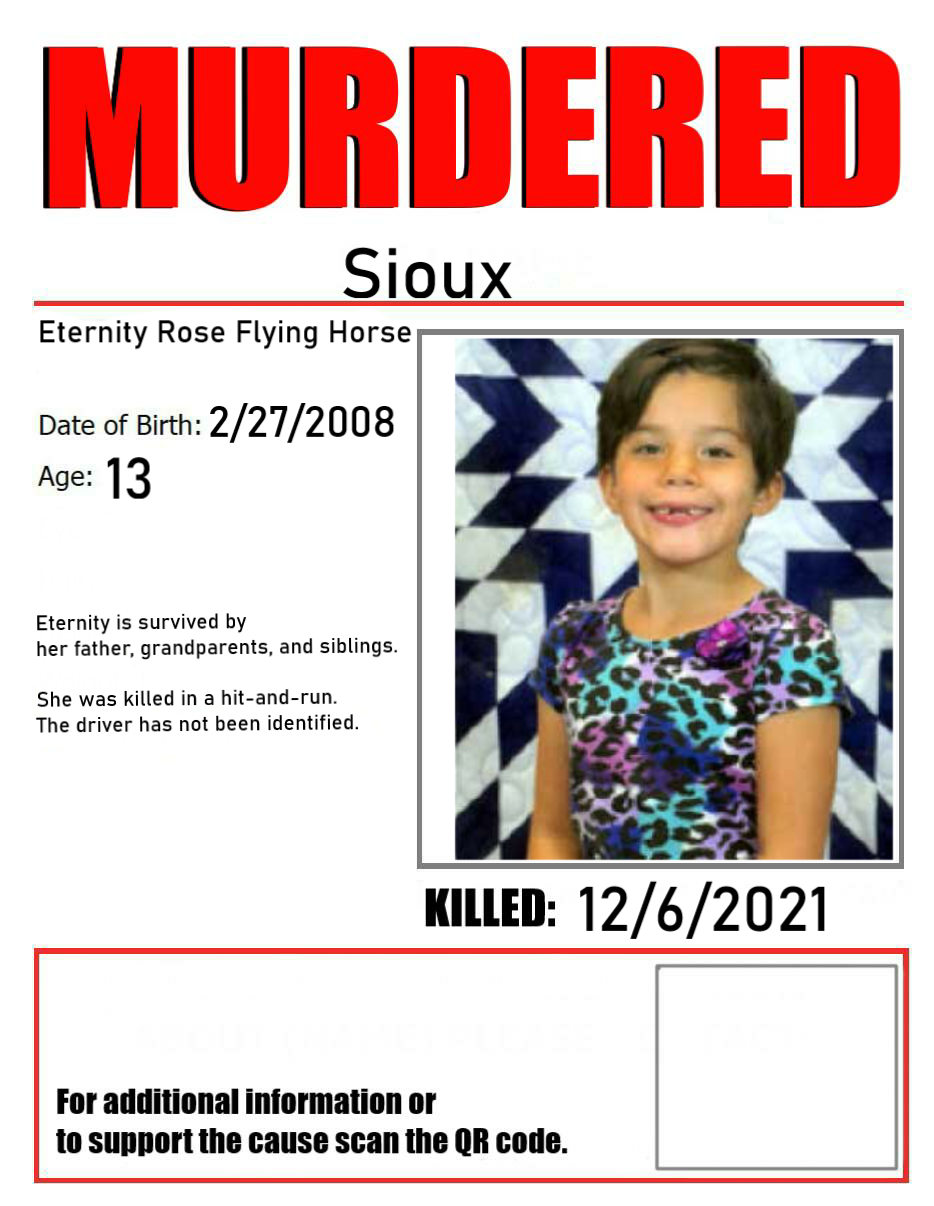 MURDERED
Sioux
Eternity Rose Flying Horse
Date of Birth: 2/27/2008
Age: 13
Eternity is survived by
her father, grandparents, and siblings.
She was killed in a hit-and-run.
The driver has not been identified.
KILLED: 12/6/2021
For additional information or
to support the cause scan the QR code.